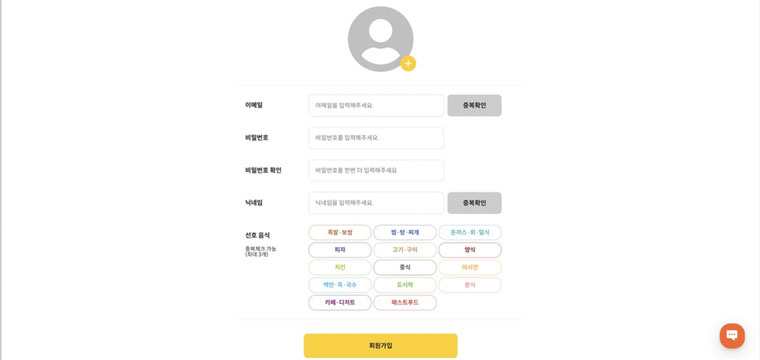 이메일
이메일을 입력해주세요.
중복확인
비밀번호
비밀번호를 입력해주세요.
비밀번호 확인
비밀번호를 한번 더 입력해주세요
닉네임
닉네임을 입력해주세요.
중복확인
선호 음식
중복체크 가능
(최대 3개)
족발·보쌈
찜·탕·찌개
돈까스·회·일식
피자
고기·구이
양식
치킨
중식
아시안
백반·죽·국수
도시락
분식
카페·디저트
패스트푸드
회원가입